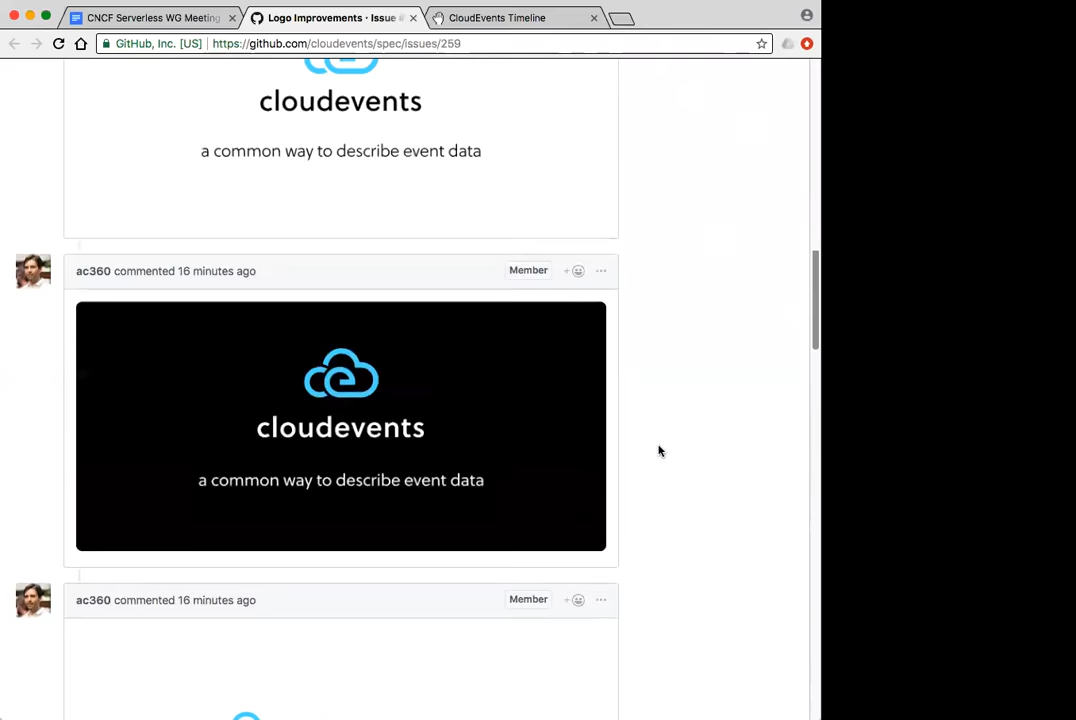 CNCF Serverless WG Meeting
Logo Improvements · Issue #
CloudEvents Timeline
GitHub, Inc. [US]
https://github.com/cloudevents/spec/issues/259
cloudevents
a common way to describe event data
ac360 commented 16 minutes ago
Member
cloudevents
a common way to describe event data
ac360 commented 16 minutes ago
Member